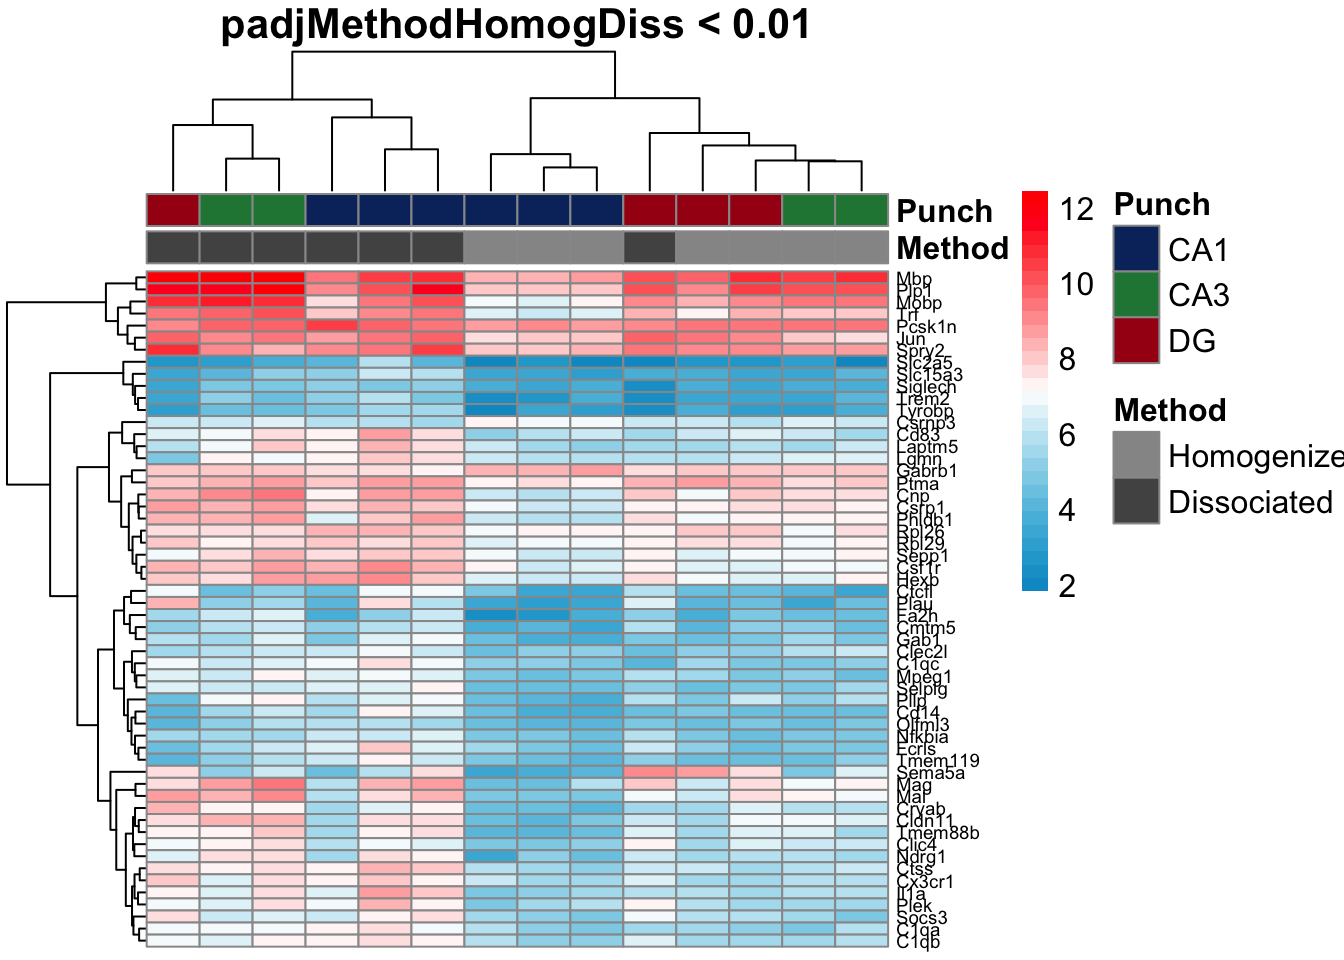 padjMethodHomogDiss < 0.01
Punch
Method
Mbp
Plp1
Mobp
Trf
Pcsk1n
Jun
Spry2
Slc2a5
Slc15a3
Siglech
Trem2
Tyrobp
Csrnp3
Cd83
Laptm5
Lgmn
Gabrb1
Ptma
Cnp
Csrp1
Phldb1
Rpl26
Rpl29
Sepp1
Csf1r
Hexb
Ctcfl
Plau
Fa2h
Cmtm5
Gab1
Clec2l
C1qc
Mpeg1
Selplg
Pllp
Cd14
Olfml3
Nfkbia
Fcrls
Tmem119
Sema5a
Mag
Mal
Cryab
Cldn11
Tmem88b
Clic4
Ndrg1
Ctss
Cx3cr1
Il1a
Plek
Socs3
C1qa
C1qb
12
10
8
6
4
2
Punch
CA1
CA3
DG
Method
Homogenize
Dissociated